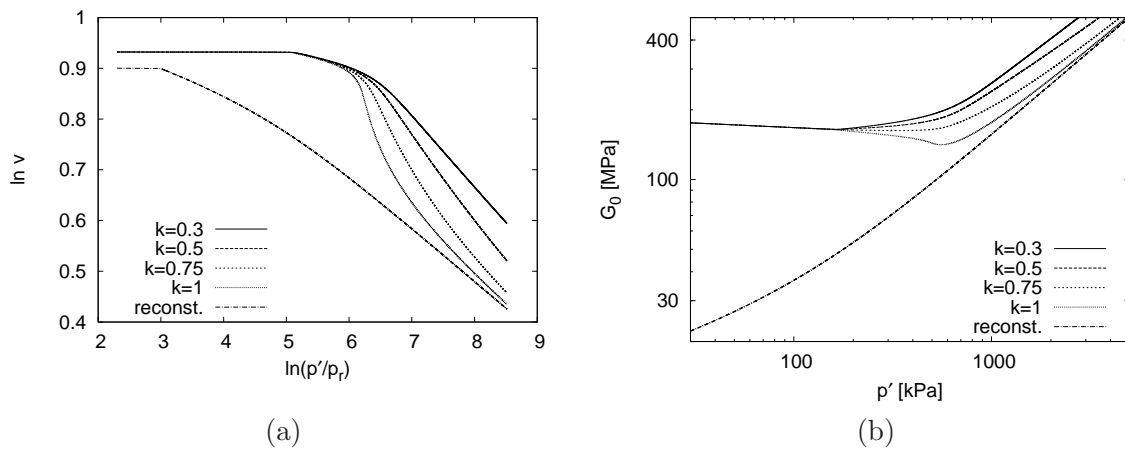 1
0.9
0.8
0.7
0.6
0.5
0.4
ln v
k=0.3
k=0.5
k=0.75
k=1
reconst.
2 3 4 5 6 7 8 9
ln(p′/pr)
(a)
400
100
30
G0 [MPa]
k=0.3
k=0.5
k=0.75
k=1
reconst.
100 1000
p′ [kPa]
(b)